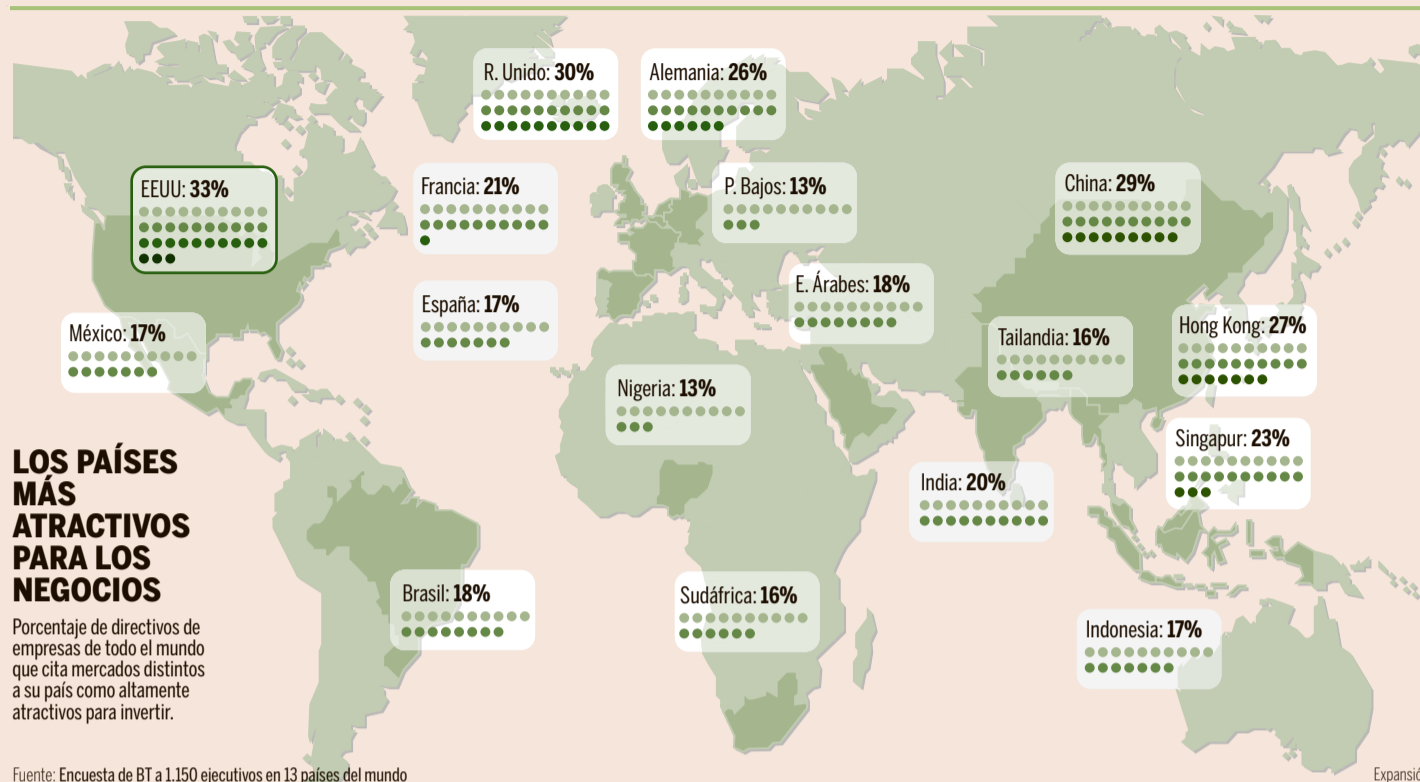 R. Unido: 30%
Alemania: 26%
EEUU: 33%
Francia: 21%
P. Bajos: 13%
China: 29%
España: 17%
E. Árabes: 18%
México: 17%
Tailandia: 16%
Hong Kong: 27%
Nigeria: 13%
Singapur: 23%
India: 20%
LOS PAÍSES
MÁS
ATRACTIVOS
PARA LOS
NEGOCIOS
Brasil: 18%
Sudáfrica: 16%
Indonesia: 17%
Porcentaje de directivos de
empresas de todo el mundo
que cita mercados distintos
a su país como altamente
atractivos para invertir.
Fuente: Encuesta de BT a 1.150 ejecutivos en 13 países del mundo
Expansió